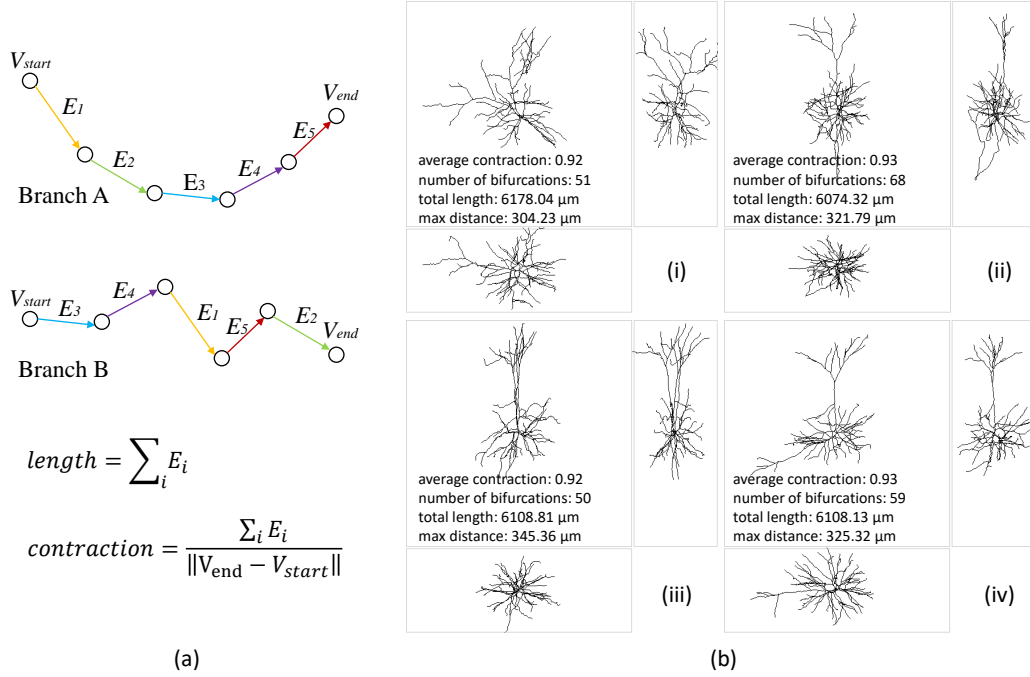 V_start
E_1
E_2
E_3
E_4
E_5
V_end
Branch A
V_start
E_3
E_4
E_1
E_5
E_2
V_end
Branch B
length = ∑_i E_i
contraction = ∑_i E_i / ‖V_end − V_start‖
(a)
average contraction: 0.92
number of bifurcations: 51
total length: 6178.04 µm
max distance: 304.23 µm
(i)
average contraction: 0.93
number of bifurcations: 68
total length: 6074.32 µm
max distance: 321.79 µm
(ii)
average contraction: 0.92
number of bifurcations: 50
total length: 6108.81 µm
max distance: 345.36 µm
(iii)
average contraction: 0.93
number of bifurcations: 59
total length: 6108.13 µm
max distance: 325.32 µm
(iv)
(b)